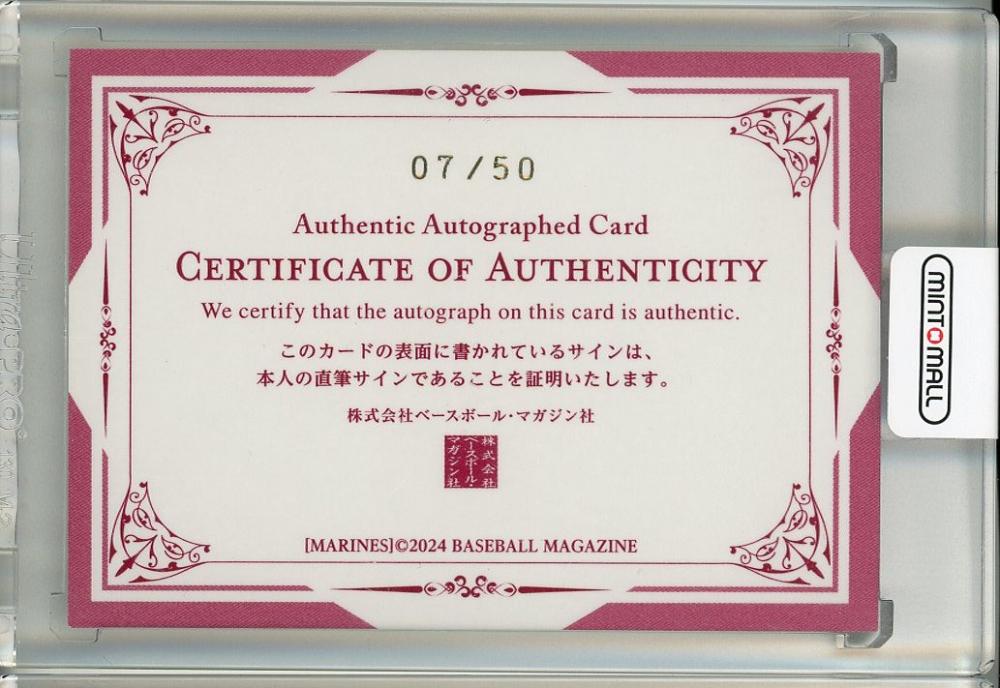 07/50
Authentic Autographed Card
CERTIFICATE OF AUTHENTICITY
We certify that the autograph on this card is authentic.
このカードの表面に書かれているサインは、
本人の直筆サインであることを証明いたします。
株式会社ベースボール・マガジン社
株式会社
ベースボール・
マガジン社
[MARINES]©2024 BASEBALL MAGAZINE
MINTMALL